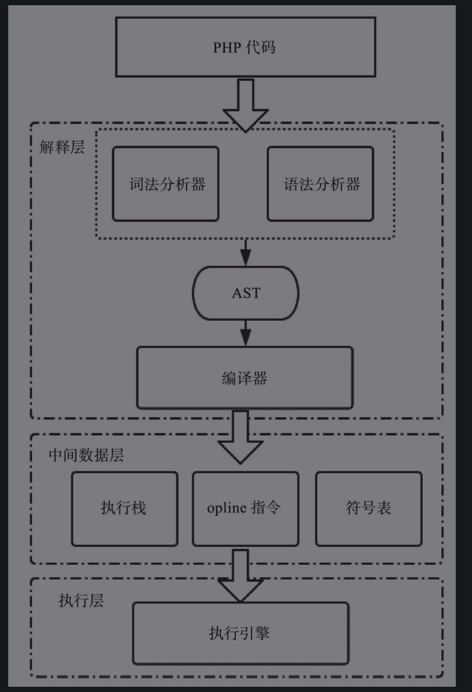 PHP 代码
解释层
词法分析器
语法分析器
AST
编译器
中间数据层
执行栈
opline 指令
符号表
执行层
执行引擎